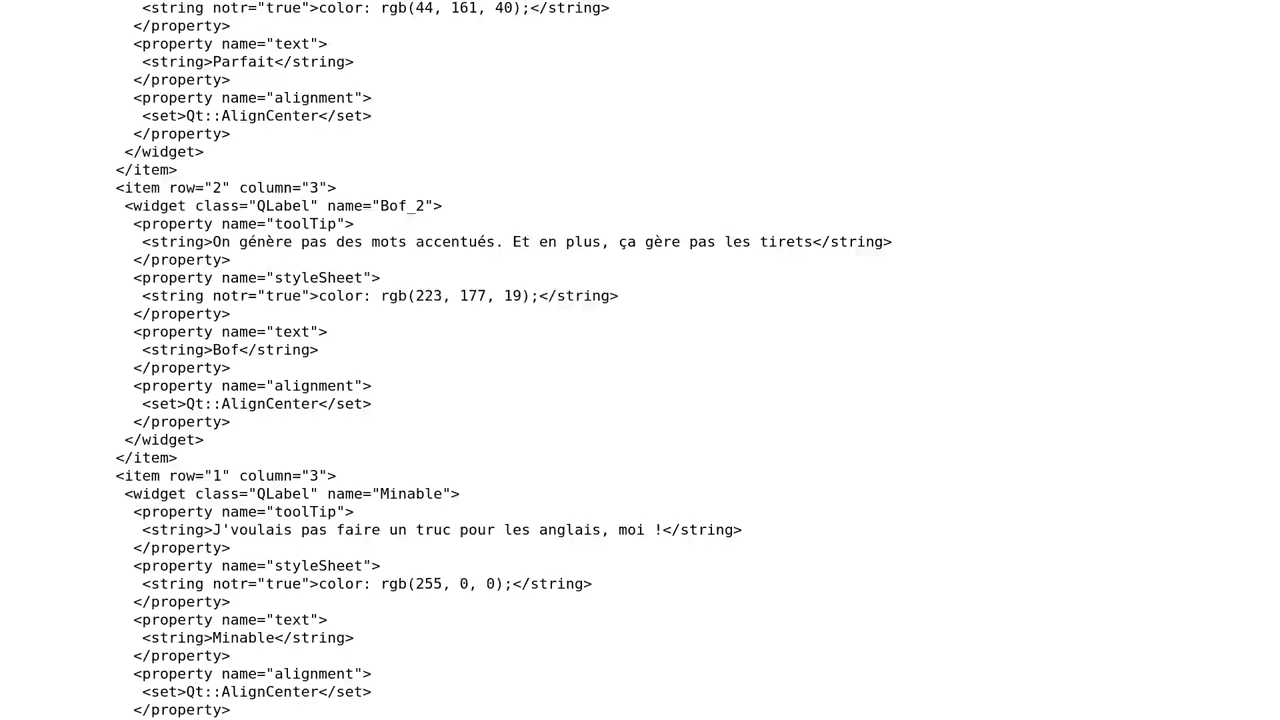 <string notr="true">color: rgb(44, 161, 40);</string>
</property>
<property name="text">
<string>Parfait</string>
</property>
<property name="alignment">
<set>Qt::AlignCenter</set>
</property>
</widget>
</item>
<item row="2" column="3">
<widget class="QLabel" name="Bof_2">
<property name="toolTip">
<string>On génère pas des mots accentués. Et en plus, ça gère pas les tirets</string>
</property>
<property name="styleSheet">
<string notr="true">color: rgb(223, 177, 19);</string>
</property>
<property name="text">
<string>Bof</string>
</property>
<property name="alignment">
<set>Qt::AlignCenter</set>
</property>
</widget>
</item>
<item row="1" column="3">
<widget class="QLabel" name="Minable">
<property name="toolTip">
<string>J'voulais pas faire un truc pour les anglais, moi !</string>
</property>
<property name="styleSheet">
<string notr="true">color: rgb(255, 0, 0);</string>
</property>
<property name="text">
<string>Minable</string>
</property>
<property name="alignment">
<set>Qt::AlignCenter</set>
</property>